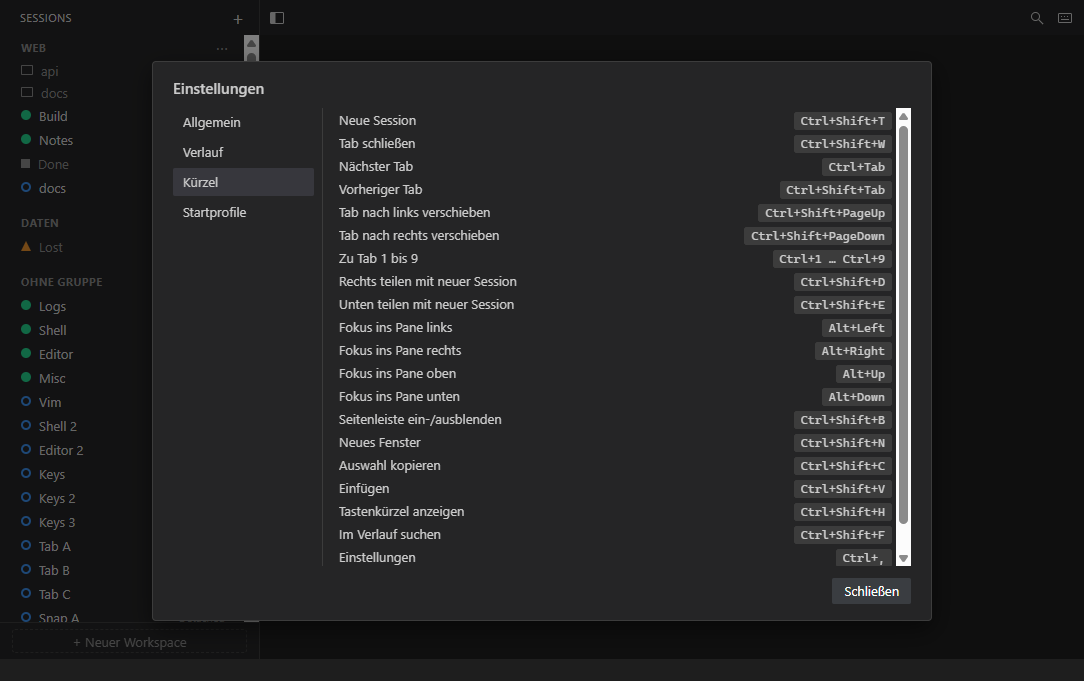 SESSIONS
+
WEB
...
api
docs
Build
Notes
Done
docs
DATEN
Lost
OHNE GRUPPE
Logs
Shell
Editor
Misc
Vim
Shell 2
Editor 2
Keys
Keys 2
Keys 3
Tab A
Tab B
Tab C
Snap A
+ Neuer Workspace
Einstellungen
Allgemein
Verlauf
Kürzel
Startprofile
Neue Session Ctrl+Shift+T
Tab schließen Ctrl+Shift+W
Nächster Tab Ctrl+Tab
Vorheriger Tab Ctrl+Shift+Tab
Tab nach links verschieben Ctrl+Shift+PageUp
Tab nach rechts verschieben Ctrl+Shift+PageDown
Zu Tab 1 bis 9 Ctrl+1 … Ctrl+9
Rechts teilen mit neuer Session Ctrl+Shift+D
Unten teilen mit neuer Session Ctrl+Shift+E
Fokus ins Pane links Alt+Left
Fokus ins Pane rechts Alt+Right
Fokus ins Pane oben Alt+Up
Fokus ins Pane unten Alt+Down
Seitenleiste ein-/ausblenden Ctrl+Shift+B
Neues Fenster Ctrl+Shift+N
Auswahl kopieren Ctrl+Shift+C
Einfügen Ctrl+Shift+V
Tastenkürzel anzeigen Ctrl+Shift+H
Im Verlauf suchen Ctrl+Shift+F
Einstellungen Ctrl+,
Schließen